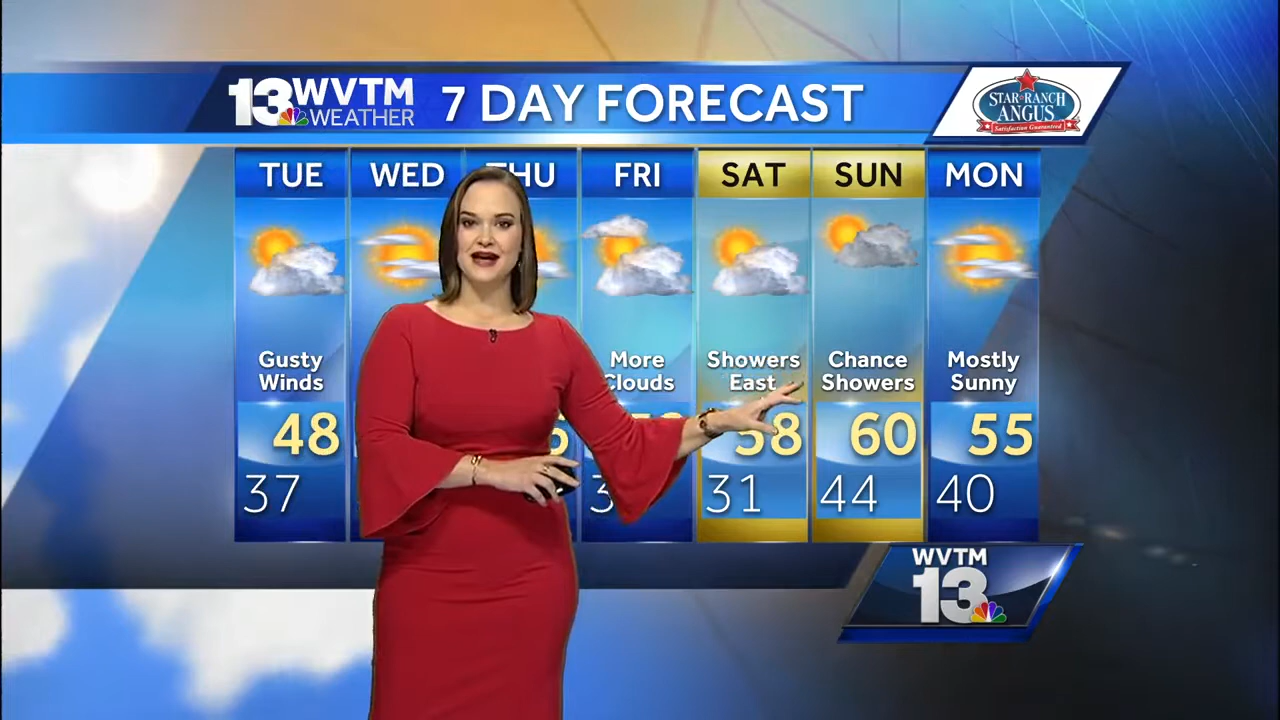 13 WVTM WEATHER
7 DAY FORECAST
STAR RANCH
ANGUS
Satisfaction Guaranteed
TUE WED THU FRI SAT SUN MON
Gusty Winds
More Clouds
Showers East
Chance Showers
Mostly Sunny
48 58 60 55
37 31 44 40
WVTM
13